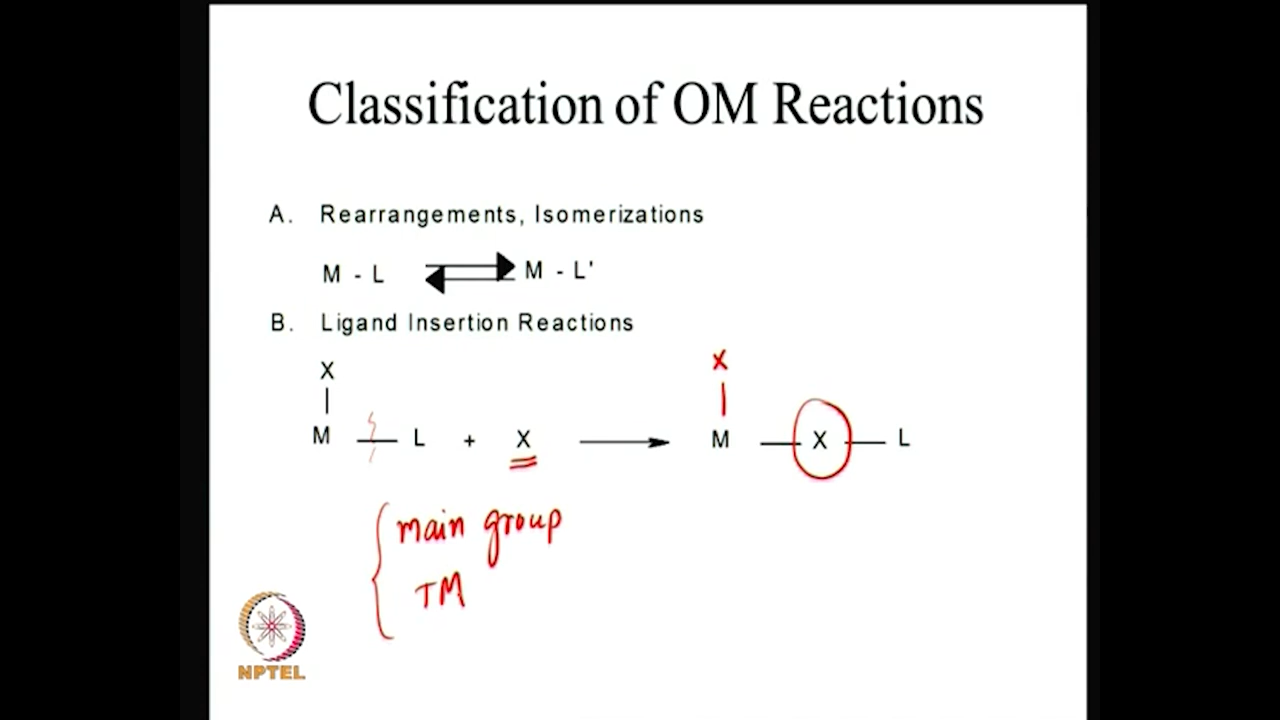 Classification of OM Reactions
A. Rearrangements, Isomerizations
M - L M - L'
B. Ligand Insertion Reactions
X X
M L + X M X L
main group
TM
NPTEL